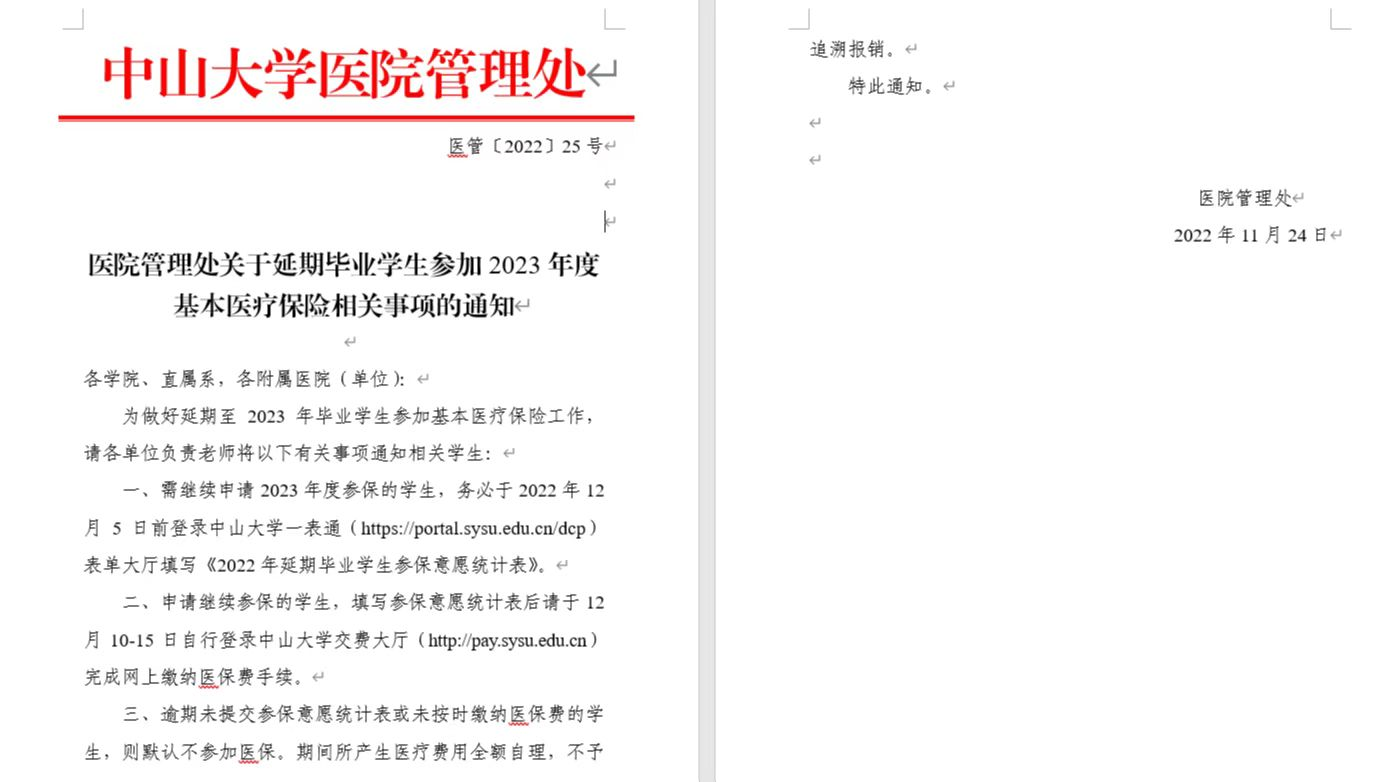 中山大学医院管理处
医管〔2022〕25 号
医院管理处关于延期毕业学生参加 2023 年度
基本医疗保险相关事项的通知
各学院、直属系，各附属医院（单位）：
为做好延期至 2023 年毕业学生参加基本医疗保险工作，
请各单位负责老师将以下有关事项通知相关学生：
一、需继续申请 2023 年度参保的学生，务必于 2022 年 12
月 5 日前登录中山大学一表通（https://portal.sysu.edu.cn/dcp）
表单大厅填写《2022 年延期毕业学生参保意愿统计表》。
二、申请继续参保的学生，填写参保意愿统计表后请于 12
月 10-15 日自行登录中山大学交费大厅（http://pay.sysu.edu.cn）
完成网上缴纳医保费手续。
三、逾期未提交参保意愿统计表或未按时缴纳医保费的学
生，则默认不参加医保。期间所产生医疗费用全额自理，不予
追溯报销。
特此通知。
医院管理处
2022 年 11 月 24 日